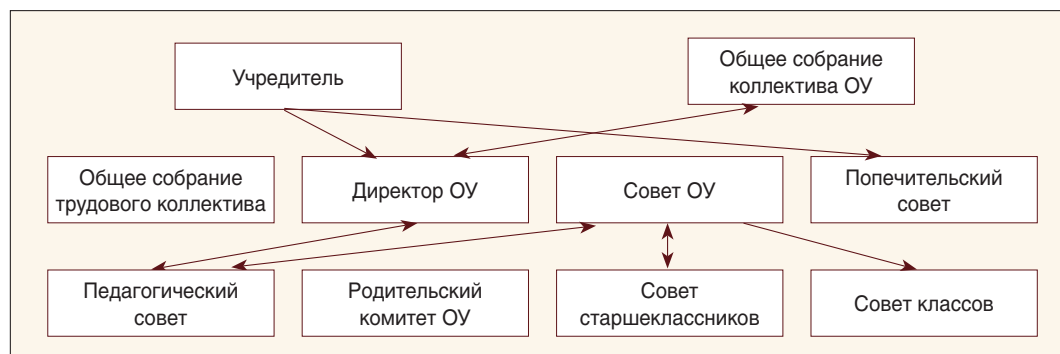 Учредитель
Общее собрание
коллектива ОУ
Общее собрание
трудового коллектива
Директор ОУ
Совет ОУ
Попечительский
совет
Педагогический
совет
Родительский
комитет ОУ
Совет
старшеклассников
Совет классов